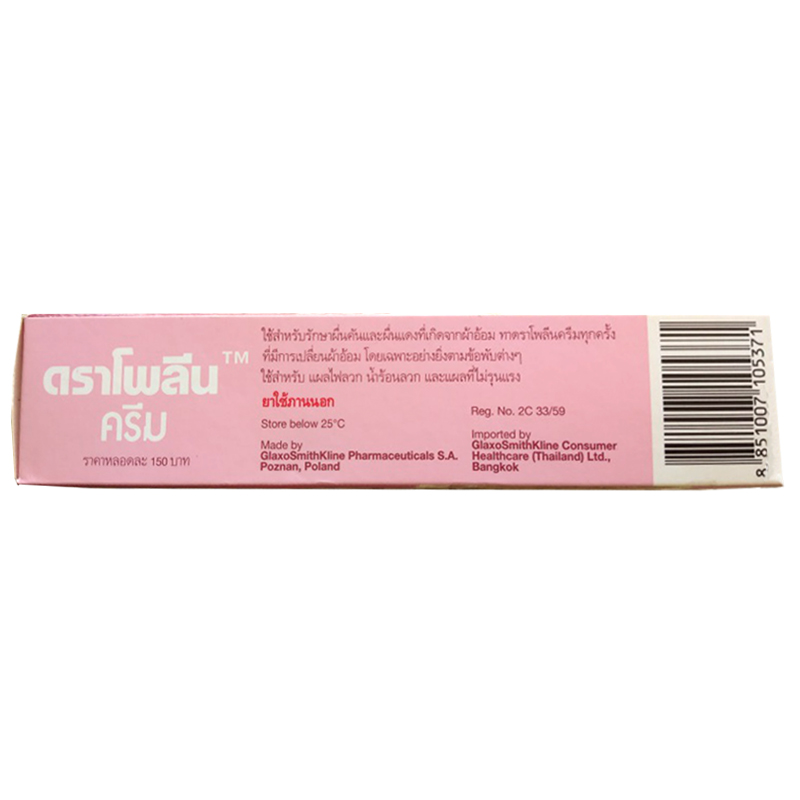 ดราโพลีน™
ครีม
ราคาหลอดละ 150 บาท
ใช้สำหรับรักษาผื่นคันและผื่นแดงที่เกิดจากผ้าอ้อม ทาดราโพลีนครีมทุกครั้ง
ที่มีการเปลี่ยนผ้าอ้อม โดยเฉพาะอย่างยิ่งตามข้อพับต่างๆ
ใช้สำหรับ แผลไฟลวก น้ำร้อนลวก และแผลที่ไม่รุนแรง
ยาใช้ภายนอก
Store below 25°C
Made by
GlaxoSmithKline Pharmaceuticals S.A.
Poznan, Poland
Reg. No. 2C 33/59
Imported by
GlaxoSmithKline Consumer
Healthcare (Thailand) Ltd.,
Bangkok
8 851007 105371